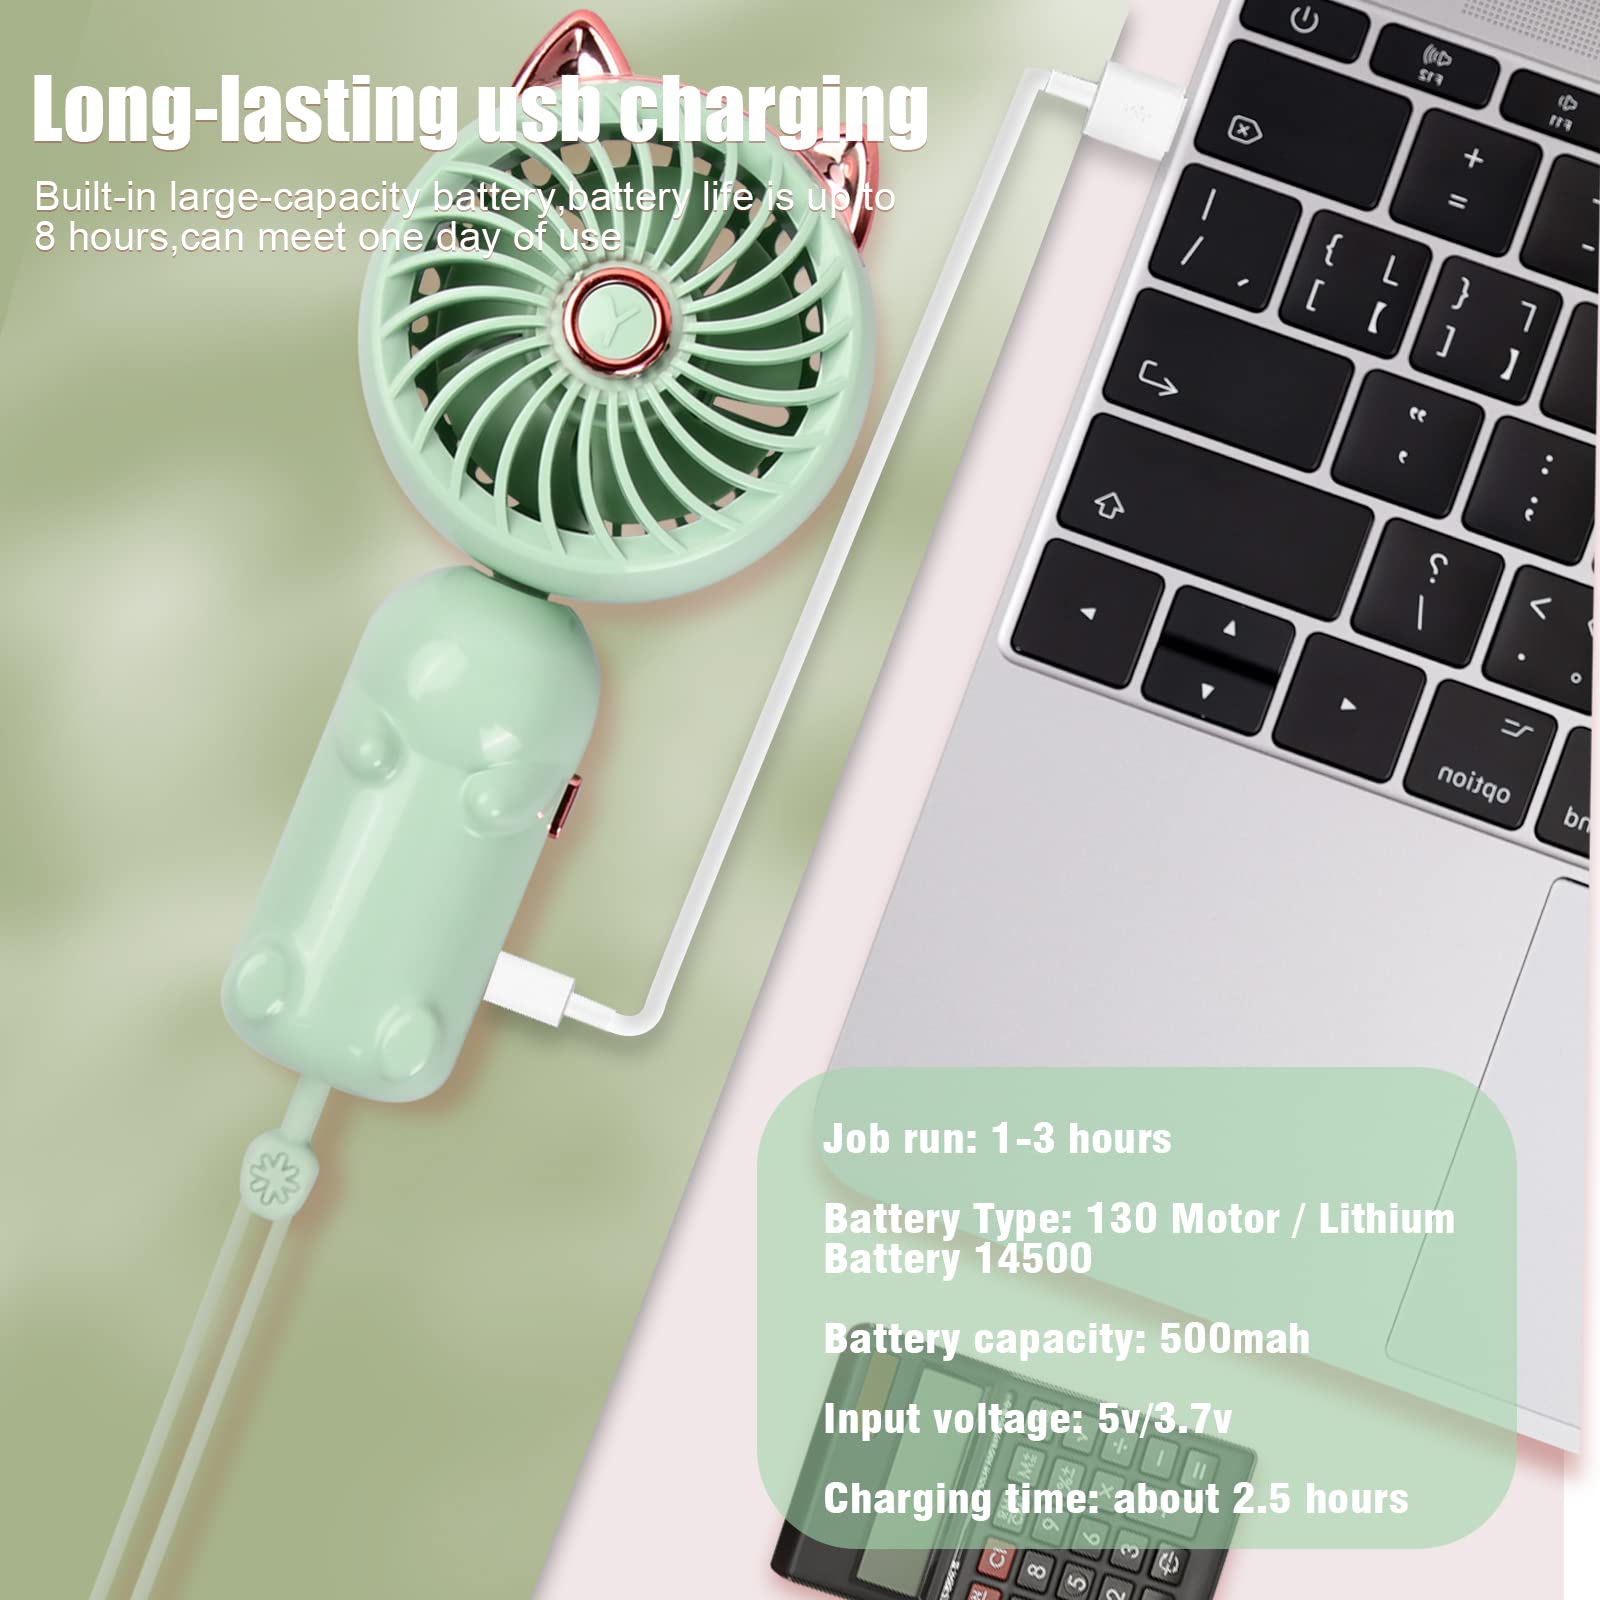 Long-lasting usb charging
Built-in large-capacity battery,battery life is up to
8 hours,can meet one day of use
F12
F11
+
=
option
Job run: 1-3 hours
Battery Type: 130 Motor / Lithium
Battery 14500
Battery capacity: 500mah
Input voltage: 5v/3.7v
Charging time: about 2.5 hours